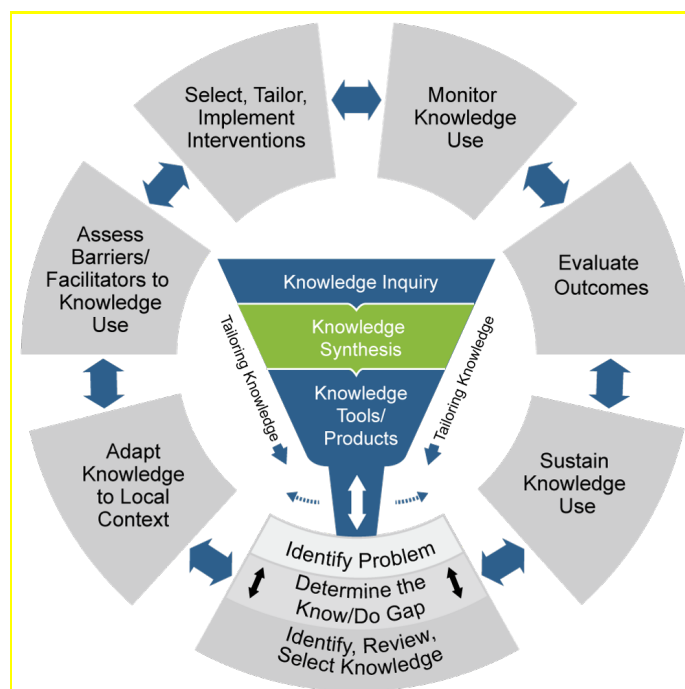 Select, Tailor,
Implement
Interventions
Monitor
Knowledge
Use
Assess
Barriers/
Facilitators to
Knowledge
Use
Evaluate
Outcomes
Knowledge Inquiry
Knowledge
Synthesis
Knowledge
Tools/
Products
Tailoring Knowledge
Tailoring Knowledge
Adapt
Knowledge
to Local
Context
Sustain
Knowledge
Use
Identify Problem
Determine the
Know/Do Gap
Identify, Review,
Select Knowledge